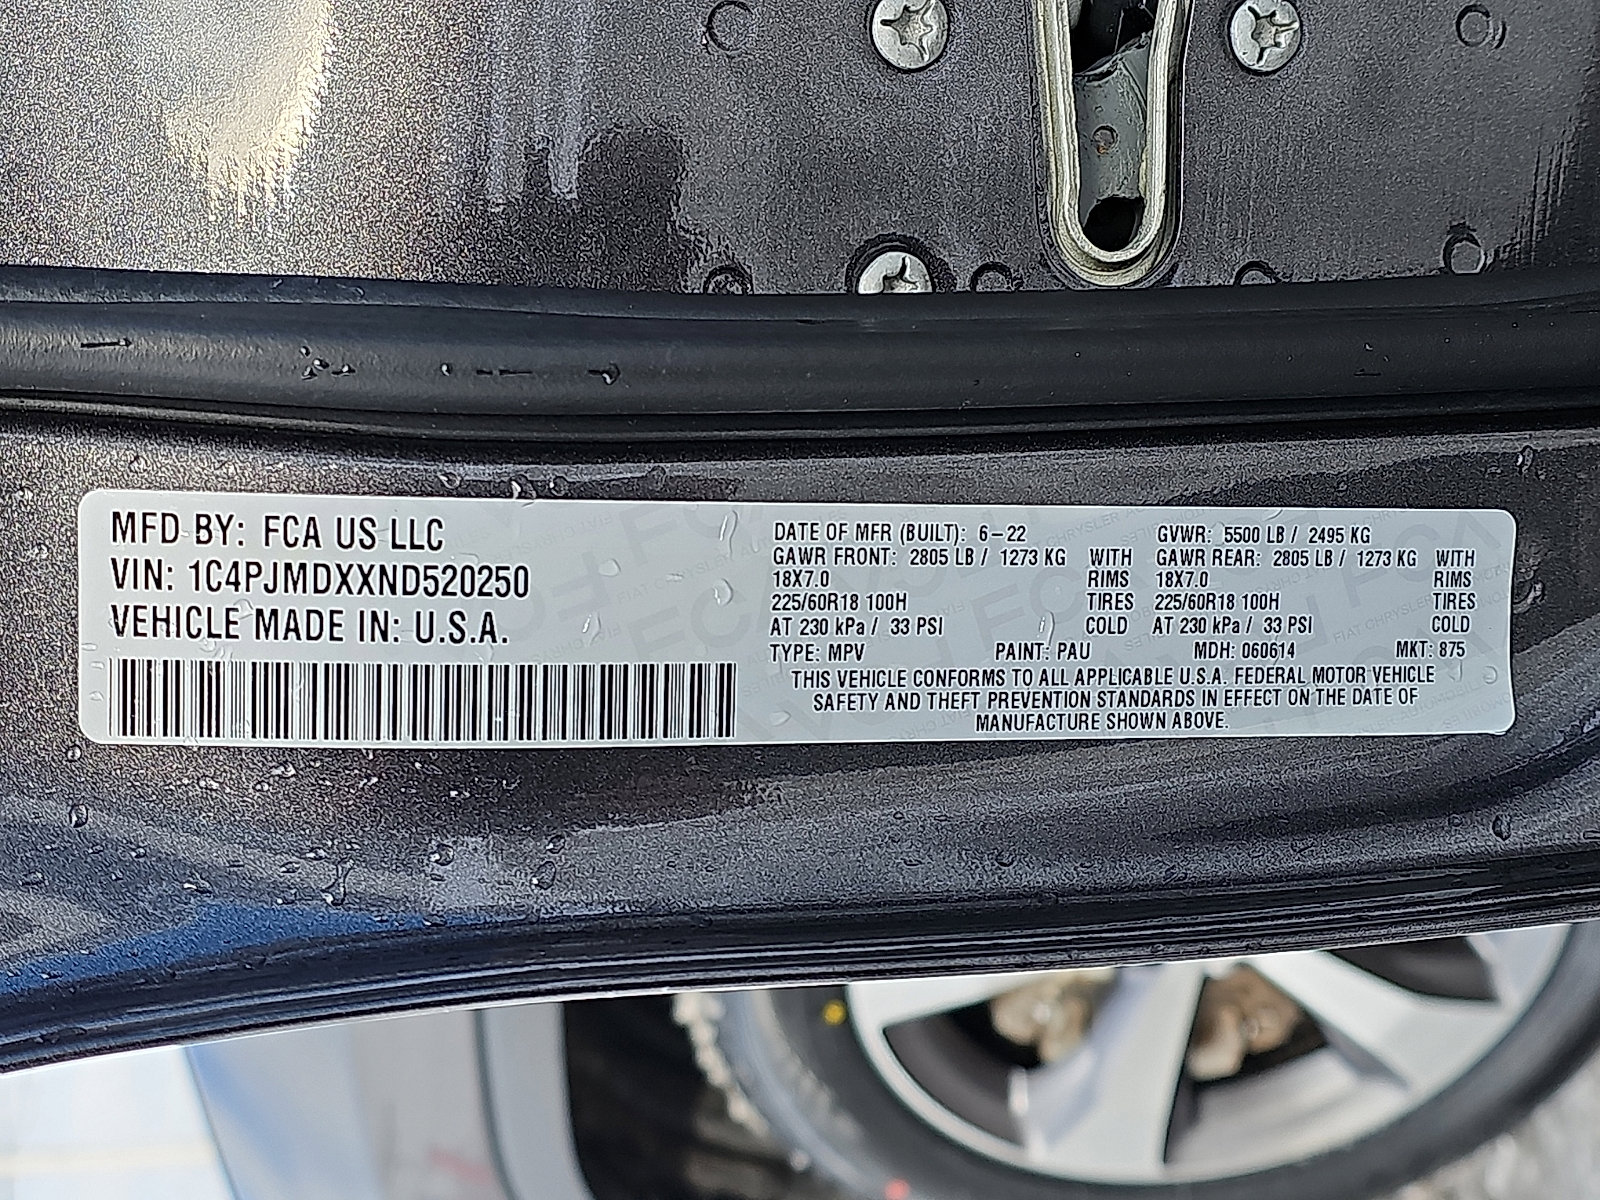 MFD BY: FCA US LLC
VIN: 1C4PJMDXXND520250
VEHICLE MADE IN: U.S.A.
DATE OF MFR (BUILT): 6-22 GVWR: 5500 LB / 2495 KG
GAWR FRONT: 2805 LB / 1273 KG WITH GAWR REAR: 2805 LB / 1273 KG WITH
18X7.0 RIMS 18X7.0 RIMS
225/60R18 100H TIRES 225/60R18 100H TIRES
AT 230 kPa / 33 PSI COLD AT 230 kPa / 33 PSI COLD
TYPE: MPV PAINT: PAU MDH: 060614 MKT: 875
THIS VEHICLE CONFORMS TO ALL APPLICABLE U.S.A. FEDERAL MOTOR VEHICLE
SAFETY AND THEFT PREVENTION STANDARDS IN EFFECT ON THE DATE OF
MANUFACTURE SHOWN ABOVE.